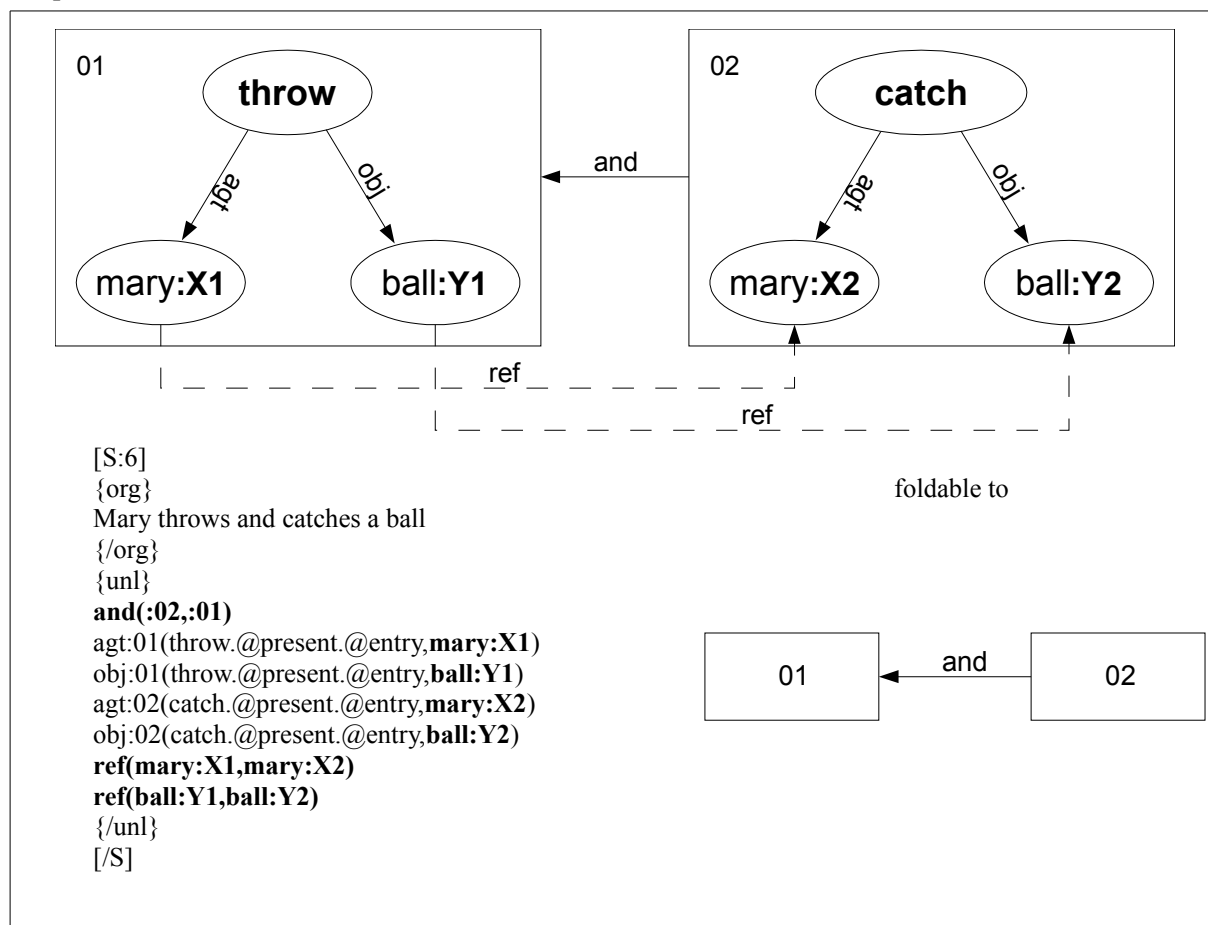 01
throw
agt
obj
mary:X1
ball:Y1
and
02
catch
agt
obj
mary:X2
ball:Y2
ref
ref
[S:6]
{org}
foldable to
Mary throws and catches a ball
{/org}
{unl}
and(:02,:01)
agt:01(throw.@present.@entry,mary:X1)
obj:01(throw.@present.@entry,ball:Y1)
agt:02(catch.@present.@entry,mary:X2)
obj:02(catch.@present.@entry,ball:Y2)
ref(mary:X1,mary:X2)
ref(ball:Y1,ball:Y2)
{/unl}
[/S]
01
and
02